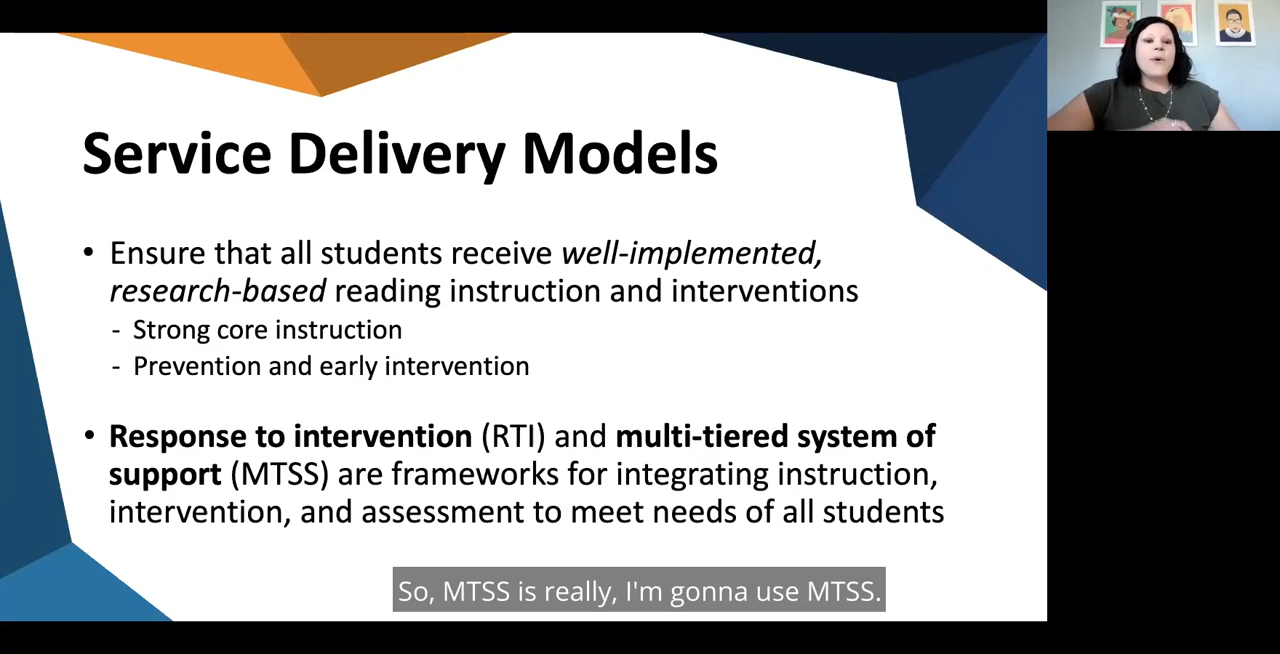 Service Delivery Models
• Ensure that all students receive well-implemented,
research-based reading instruction and interventions
- Strong core instruction
- Prevention and early intervention
• Response to intervention (RTI) and multi-tiered system of
support (MTSS) are frameworks for integrating instruction,
intervention, and assessment to meet needs of all students
So, MTSS is really, I'm gonna use MTSS.